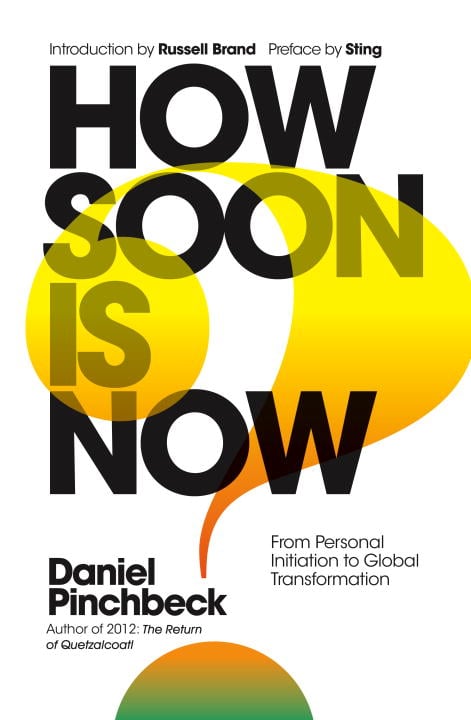 Introduction by Russell Brand Preface by Sting
HOW
SOON
IS
NOW
From Personal
Initiation to Global
Transformation
Daniel
Pinchbeck
Author of 2012: The Return
of Quetzalcoatl